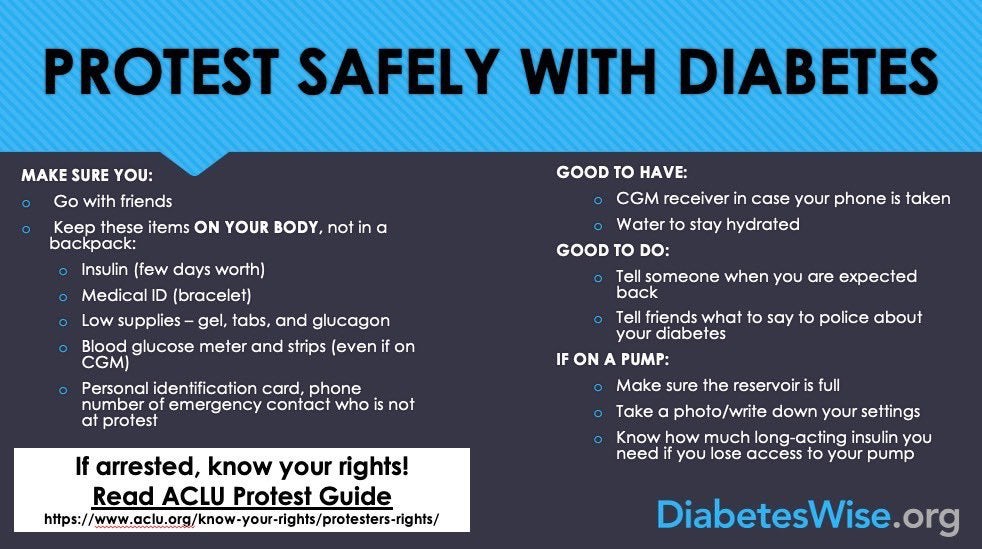 PROTEST SAFELY WITH DIABETES
MAKE SURE YOU:
Go with friends
Keep these items ON YOUR BODY, not in a
backpack:
Insulin (few days worth)
Medical ID (bracelet)
Low supplies – gel, tabs, and glucagon
Blood glucose meter and strips (even if on
CGM)
Personal identification card, phone
number of emergency contact who is not
at protest
If arrested, know your rights!
Read ACLU Protest Guide
https://www.aclu.org/know-your-rights/protesters-rights/
GOOD TO HAVE:
CGM receiver in case your phone is taken
Water to stay hydrated
GOOD TO DO:
Tell someone when you are expected
back
Tell friends what to say to police about
your diabetes
IF ON A PUMP:
Make sure the reservoir is full
Take a photo/write down your settings
Know how much long-acting insulin you
need if you lose access to your pump
DiabetesWise.org